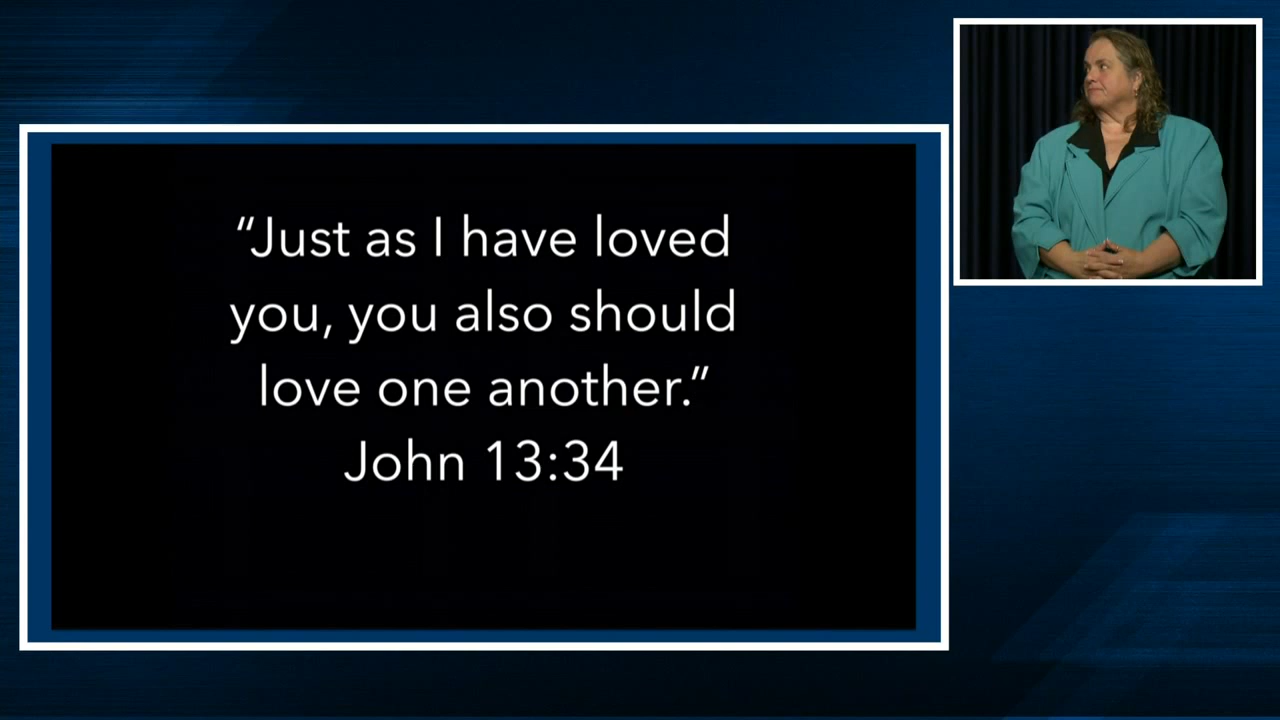 “Just as I have loved
you, you also should
love one another.”
John 13:34